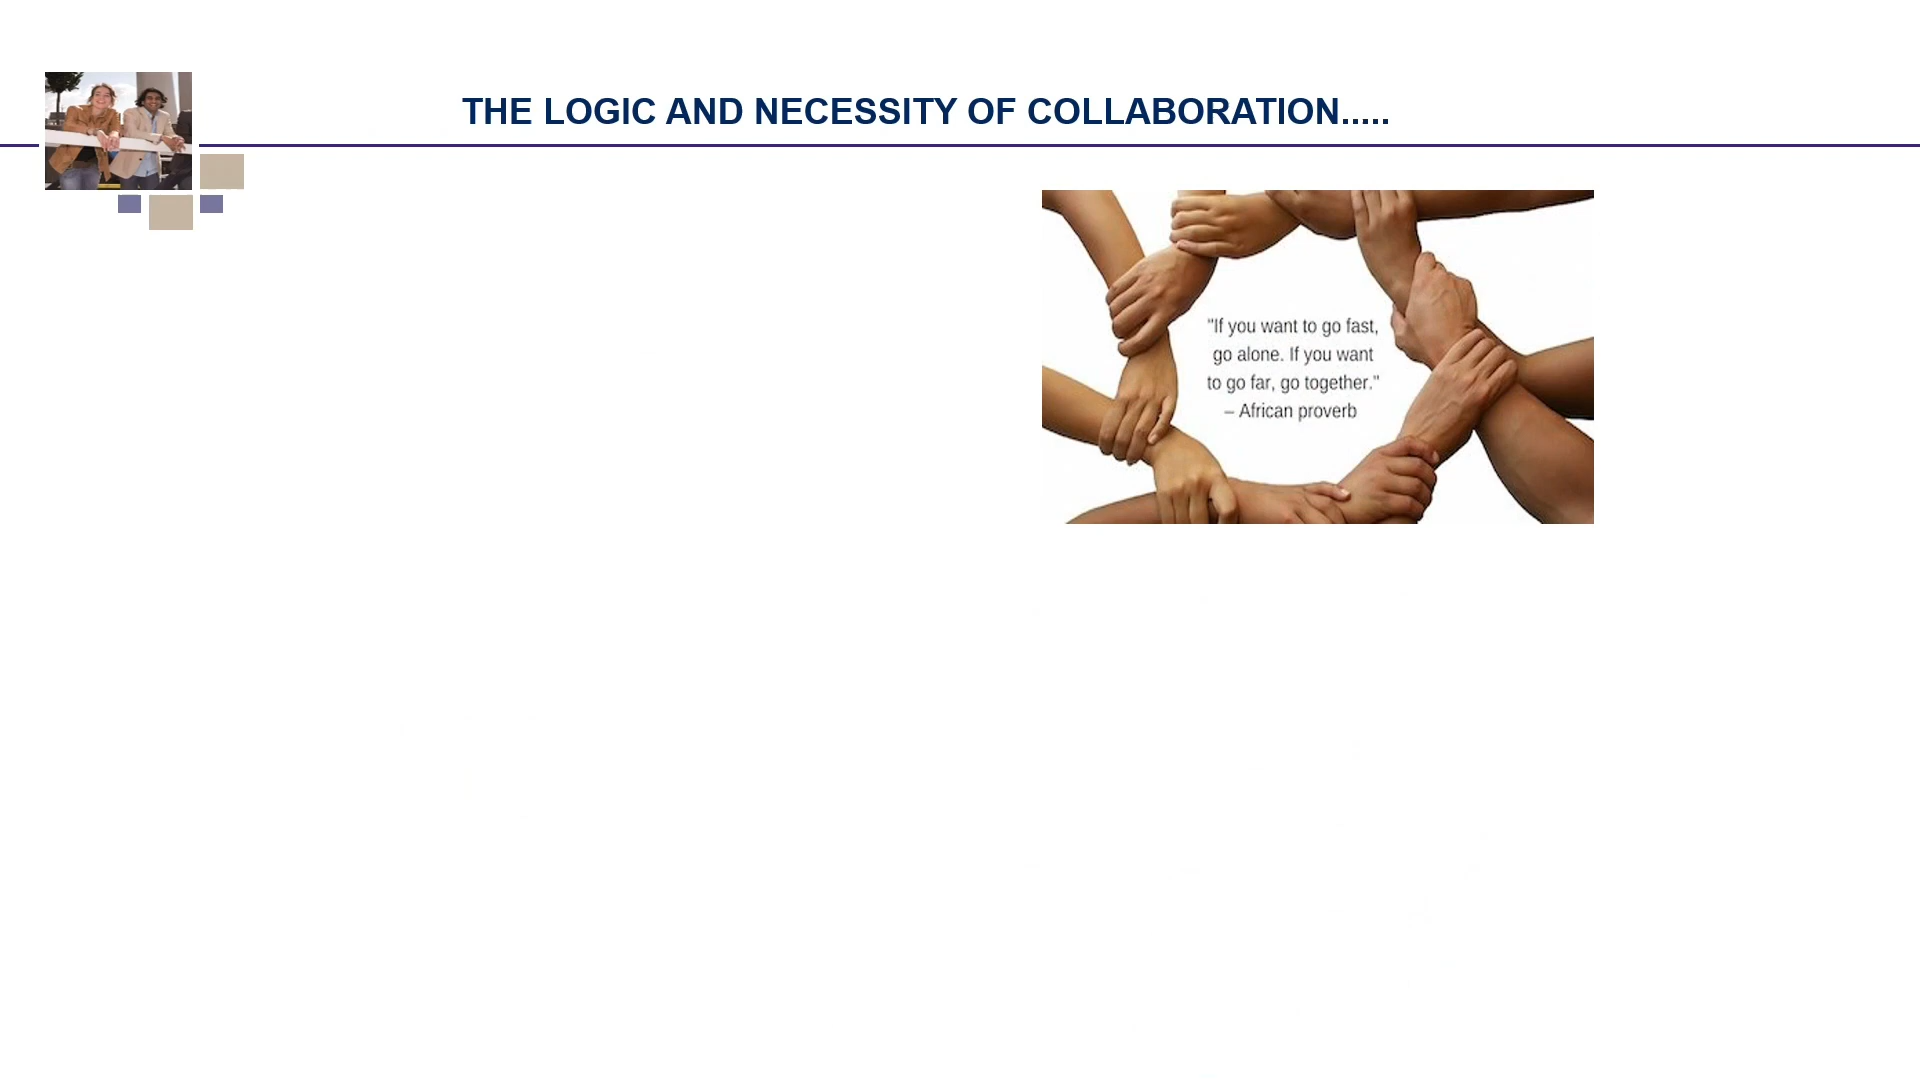 THE LOGIC AND NECESSITY OF COLLABORATION.....
"If you want to go fast,
go alone. If you want
to go far, go together."
– African proverb